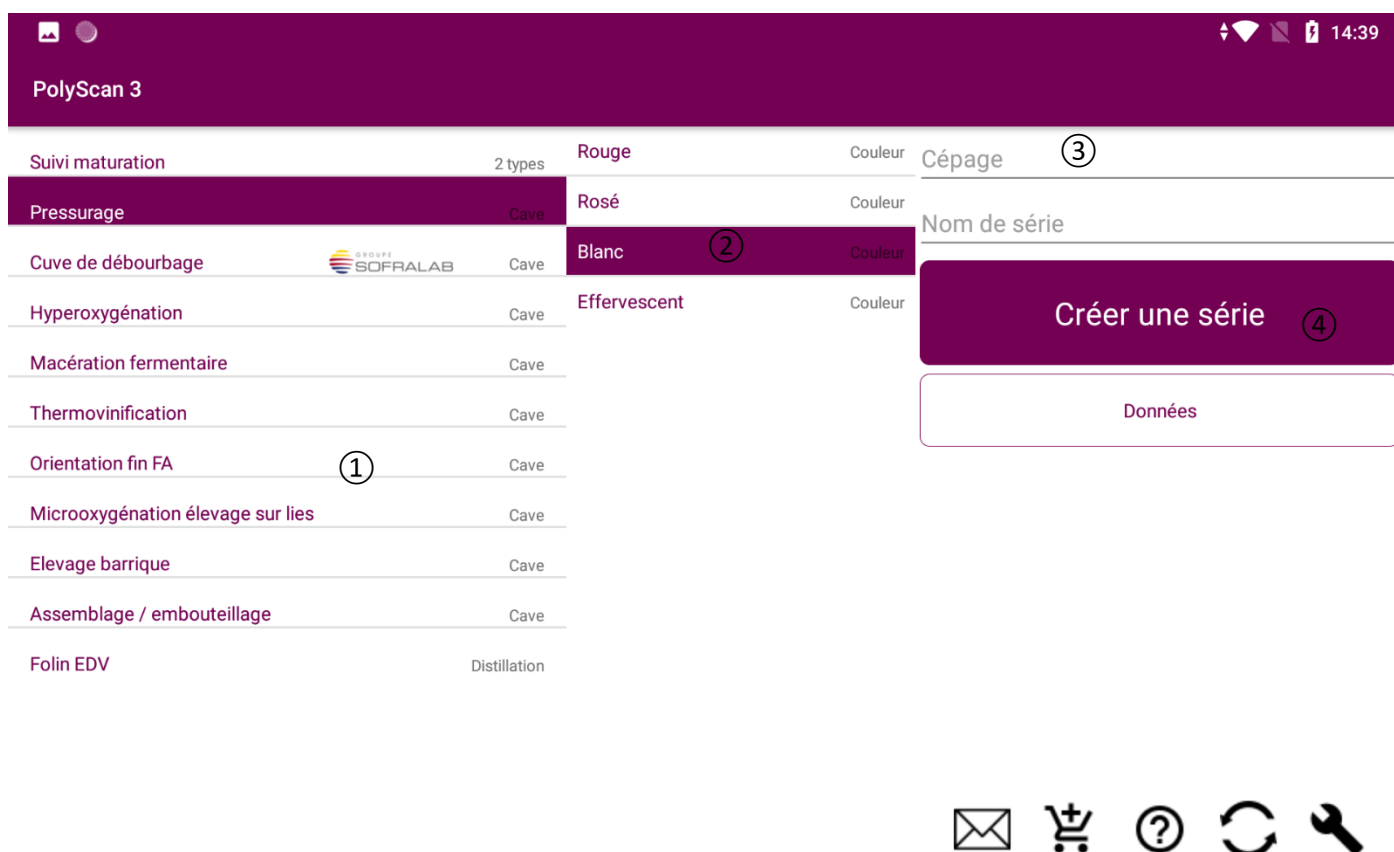 14:39
PolyScan 3
Suivi maturation 2 types
Pressurage Cave
Cuve de débourbage GROUPE SOFRALAB Cave
Hyperoxygénation Cave
Macération fermentaire Cave
Thermovinification Cave
Orientation fin FA ① Cave
Microoxygénation élevage sur lies Cave
Elevage barrique Cave
Assemblage / embouteillage Cave
Folin EDV Distillation
Rouge Couleur
Rosé Couleur
Blanc ② Couleur
Effervescent Couleur
Cépage ③
Nom de série
Créer une série ④
Données